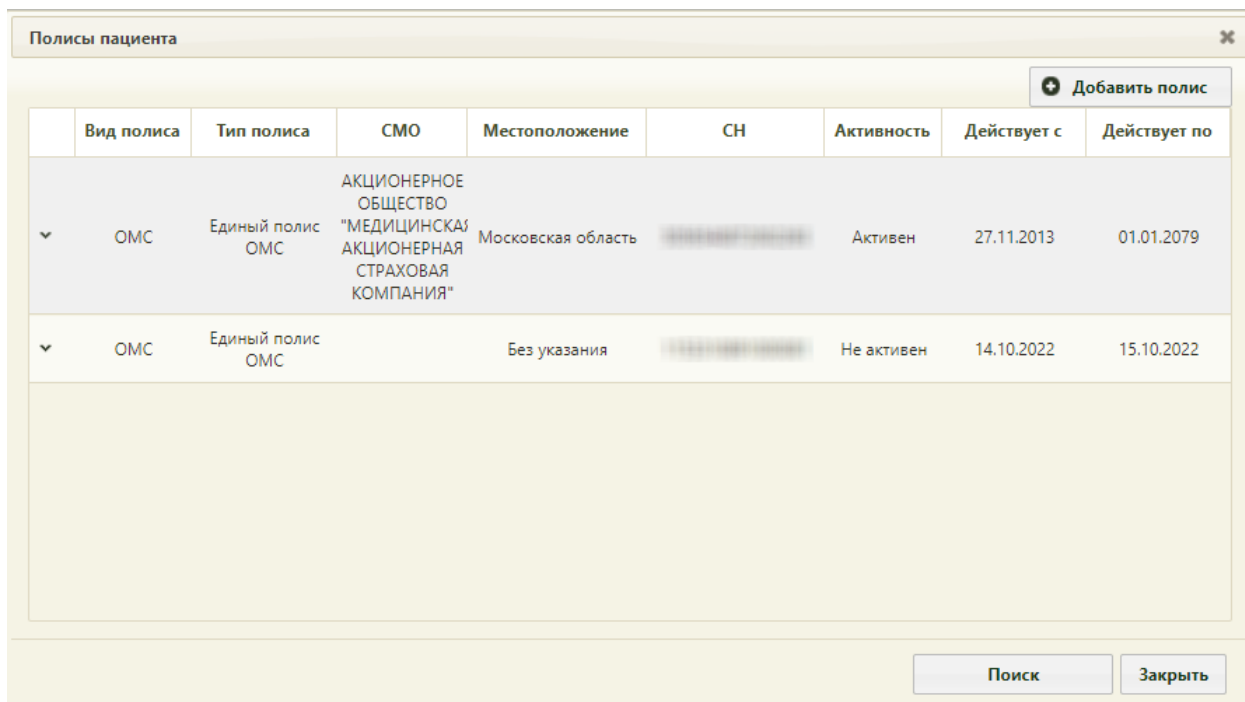 Полисы пациента
Добавить полис
Вид полиса Тип полиса СМО Местоположение СН Активность Действует с Действует по
АКЦИОНЕРНОЕ
ОБЩЕСТВО
"МЕДИЦИНСКАЯ
АКЦИОНЕРНАЯ
СТРАХОВАЯ
КОМПАНИЯ"
ОМС
Единый полис
ОМС
Московская область
Активен
27.11.2013
01.01.2079
ОМС
Единый полис
ОМС
Без указания
Не активен
14.10.2022
15.10.2022
Поиск
Закрыть